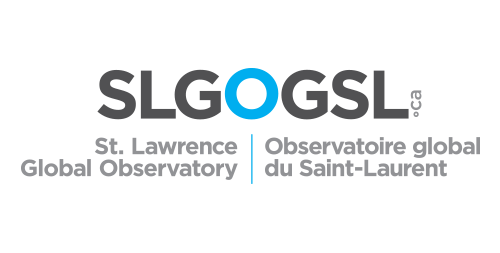 SLGOGSL.ca
St. Lawrence
Global Observatory
Observatoire global
du Saint-Laurent